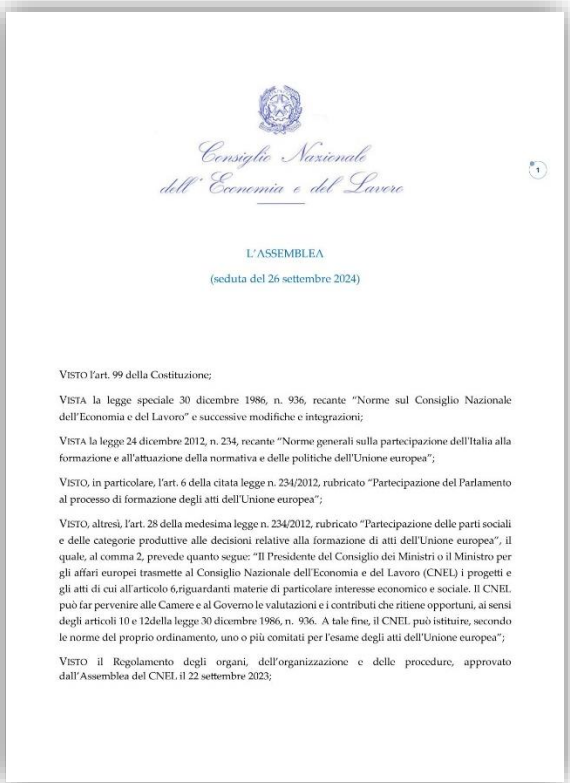 Consiglio Nazionale
dell'Economia e del Lavoro
1
L'ASSEMBLEA
(seduta del 26 settembre 2024)
VISTO l'art. 99 della Costituzione;
VISTA la legge speciale 30 dicembre 1986, n. 936, recante “Norme sul Consiglio Nazionale
dell'Economia e del Lavoro” e successive modifiche e integrazioni;
VISTA la legge 24 dicembre 2012, n. 234, recante “Norme generali sulla partecipazione dell'Italia alla
formazione e all'attuazione della normativa e delle politiche dell'Unione europea”;
VISTO, in particolare, l'art. 6 della citata legge n. 234/2012, rubricato “Partecipazione del Parlamento
al processo di formazione degli atti dell'Unione europea”;
VISTO, altresì, l'art. 28 della medesima legge n. 234/2012, rubricato “Partecipazione delle parti sociali
e delle categorie produttive alle decisioni relative alla formazione di atti dell'Unione europea”, il
quale, al comma 2, prevede quanto segue: “Il Presidente del Consiglio dei Ministri o il Ministro per
gli affari europei trasmette al Consiglio Nazionale dell'Economia e del Lavoro (CNEL) i progetti e
gli atti di cui all'articolo 6,riguardanti materie di particolare interesse economico e sociale. Il CNEL
può far pervenire alle Camere e al Governo le valutazioni e i contributi che ritiene opportuni, ai sensi
degli articoli 10 e 12della legge 30 dicembre 1986, n. 936. A tale fine, il CNEL può istituire, secondo
le norme del proprio ordinamento, uno o più comitati per l'esame degli atti dell'Unione europea”;
VISTO il Regolamento degli organi, dell'organizzazione e delle procedure, approvato
dall'Assemblea del CNEL il 22 settembre 2023;